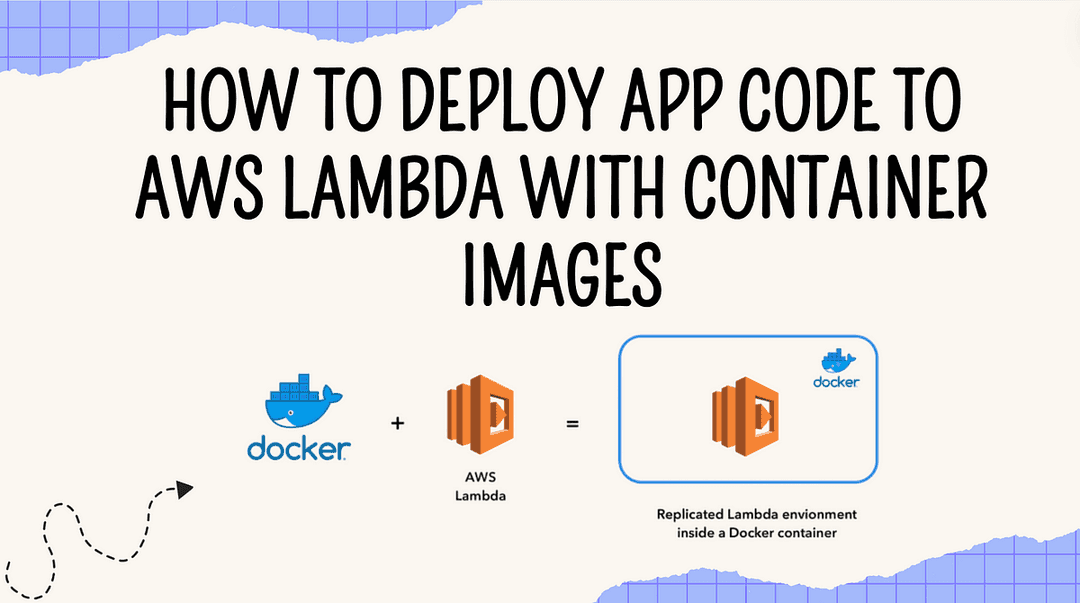 HOW TO DEPLOY APP CODE TO
AWS LAMBDA WITH CONTAINER
IMAGES
docker
docker
+
=
AWS
Lambda
Replicated Lambda envionment
inside a Docker container